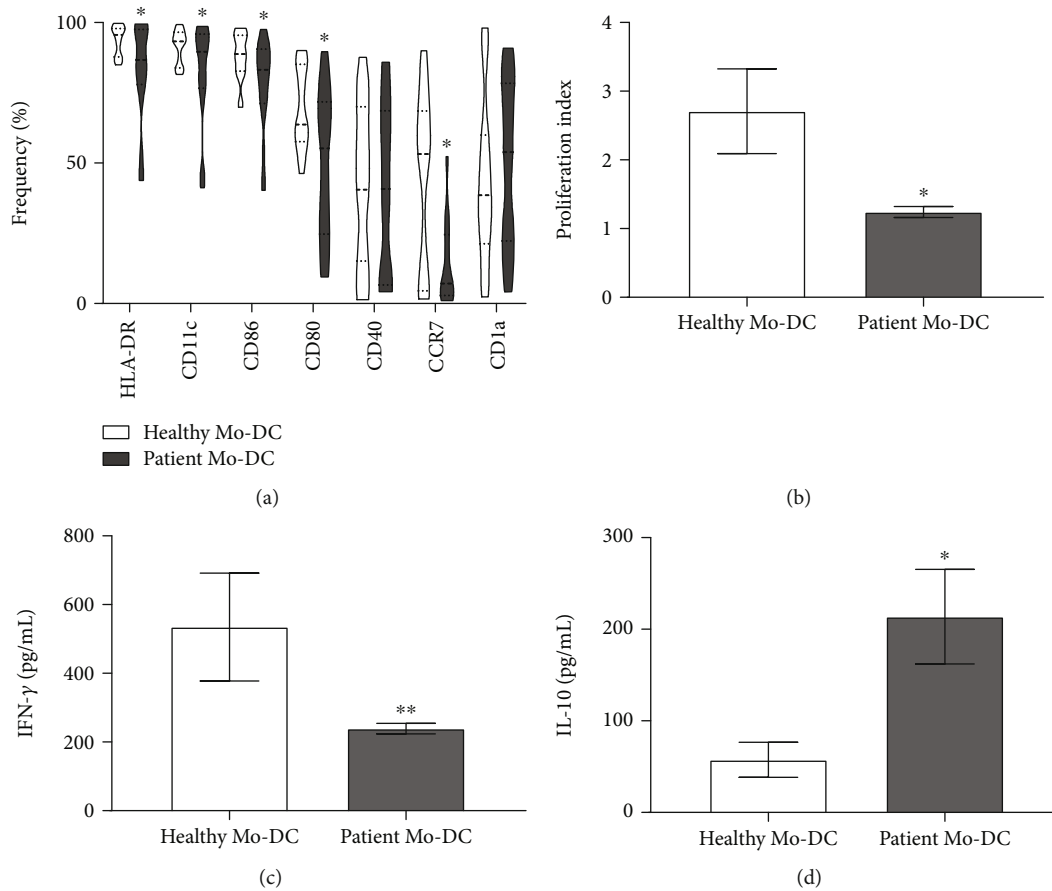 100
50
0
Frequency (%)
*
*
*
*
*
HLA-DR
CD11c
CD86
CD80
CD40
CCR7
CD1a
Healthy Mo-DC
Patient Mo-DC
(a)
4
3
2
1
0
Proliferation index
*
Healthy Mo-DC
Patient Mo-DC
(b)
800
600
400
200
0
IFN-γ (pg/mL)
**
Healthy Mo-DC
Patient Mo-DC
(c)
300
200
100
0
IL-10 (pg/mL)
*
Healthy Mo-DC
Patient Mo-DC
(d)